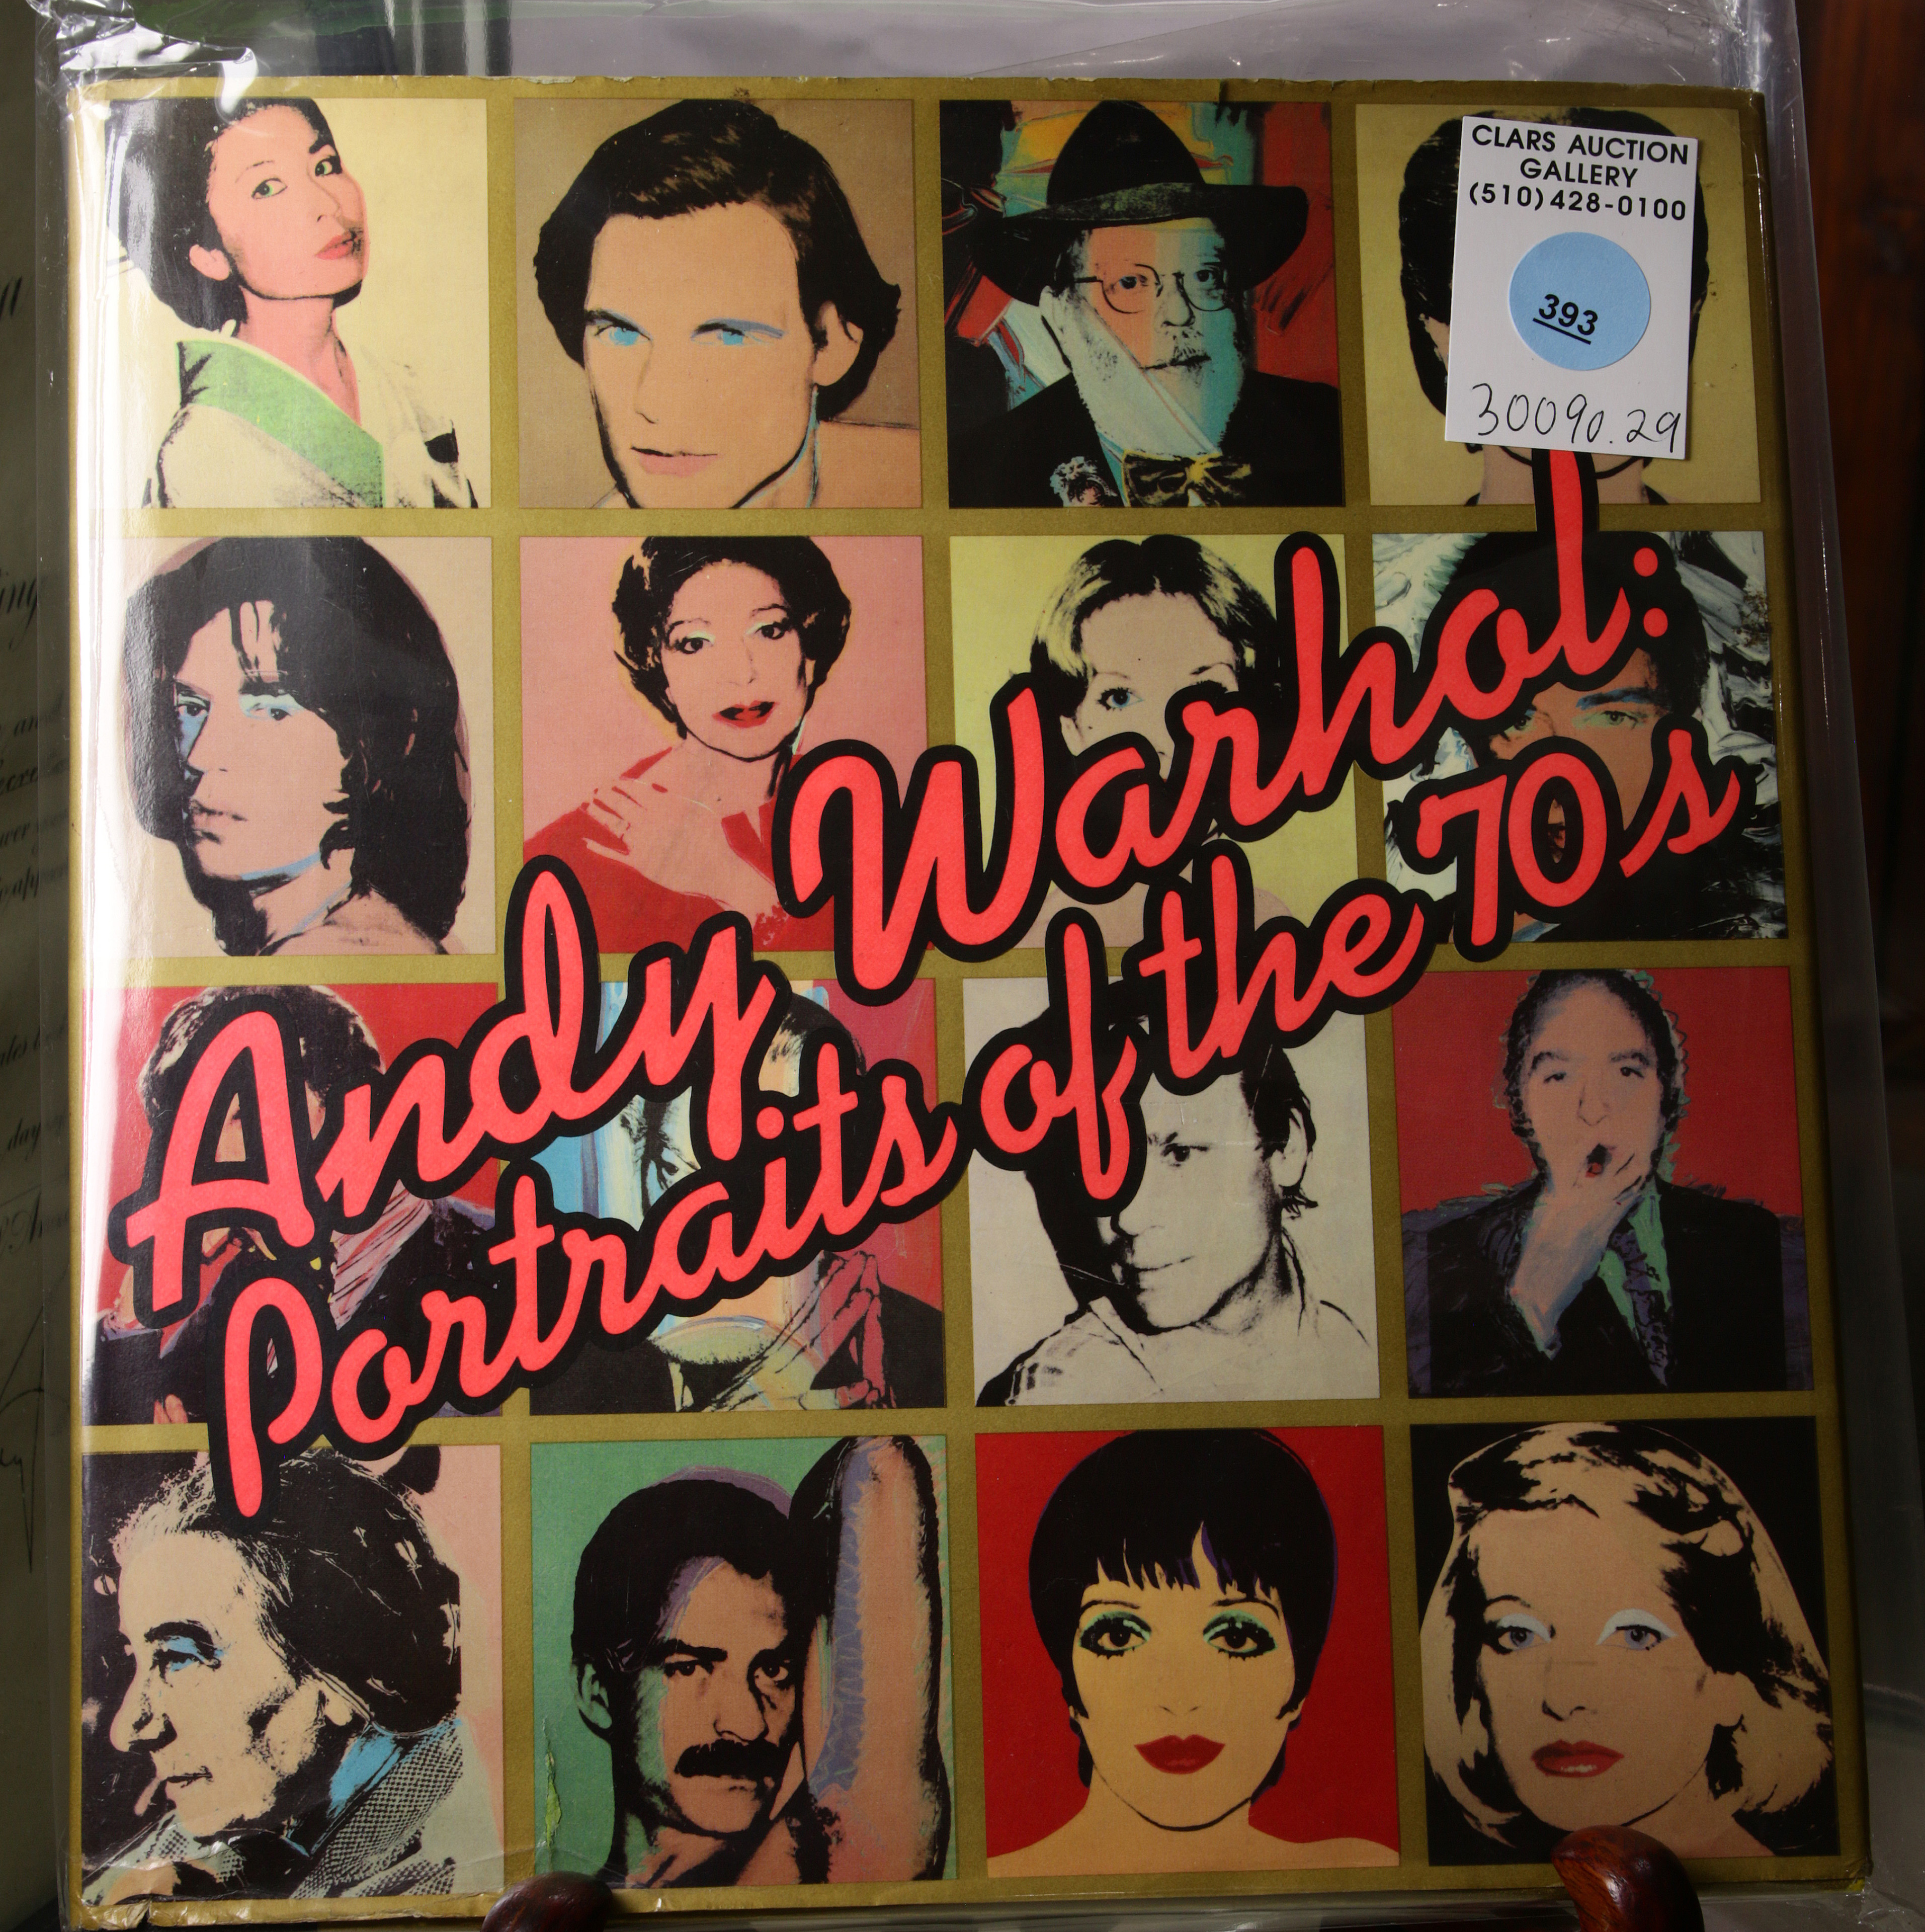 CLARS AUCTION
GALLERY
(510)428-0100
393
30090.29
Andy Warhol:
Portraits of the 70s